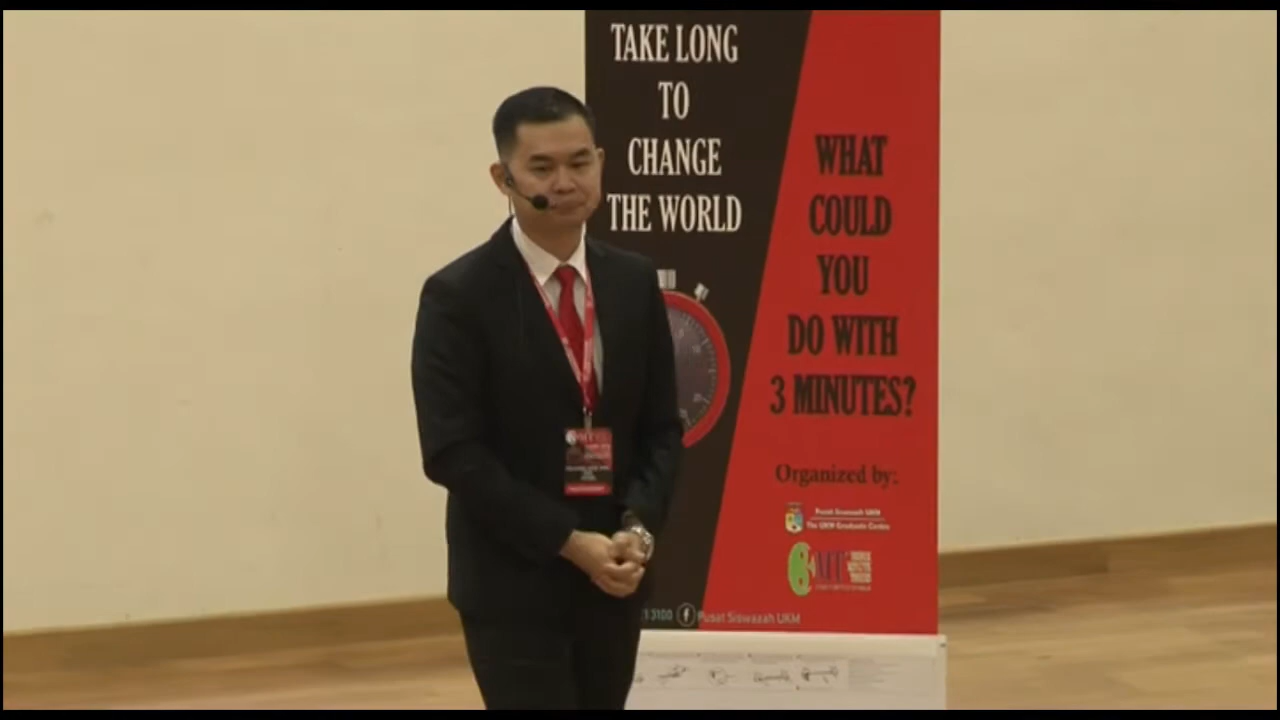 TAKE LONG
TO
CHANGE
THE WORLD
WHAT
COULD
YOU
DO WITH
3 MINUTES?
Organized by:
Pusat Siswazah UKM
The UKM Graduate Centre
3MT
Pusat Siswazah UKM